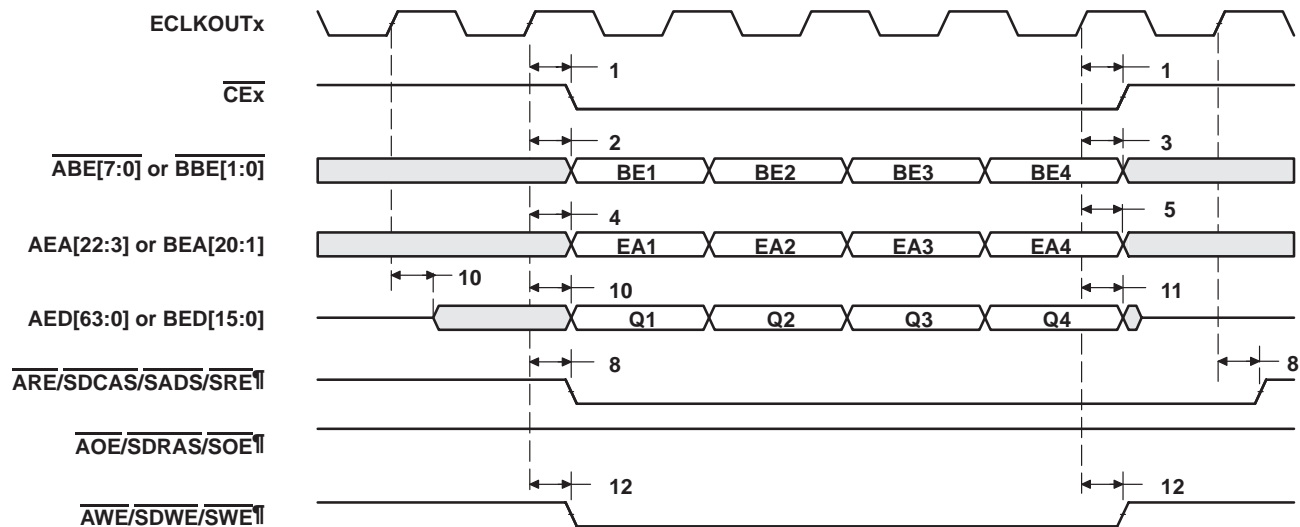 ECLKOUTx
1 1
CEx
2 3
ABE[7:0] or BBE[1:0]
BE1 BE2 BE3 BE4
4 5
AEA[22:3] or BEA[20:1]
EA1 EA2 EA3 EA4
10 10 11
AED[63:0] or BED[15:0]
Q1 Q2 Q3 Q4
8 8
ARE/SDCAS/SADS/SRE¶
AOE/SDRAS/SOE¶
12 12
AWE/SDWE/SWE¶